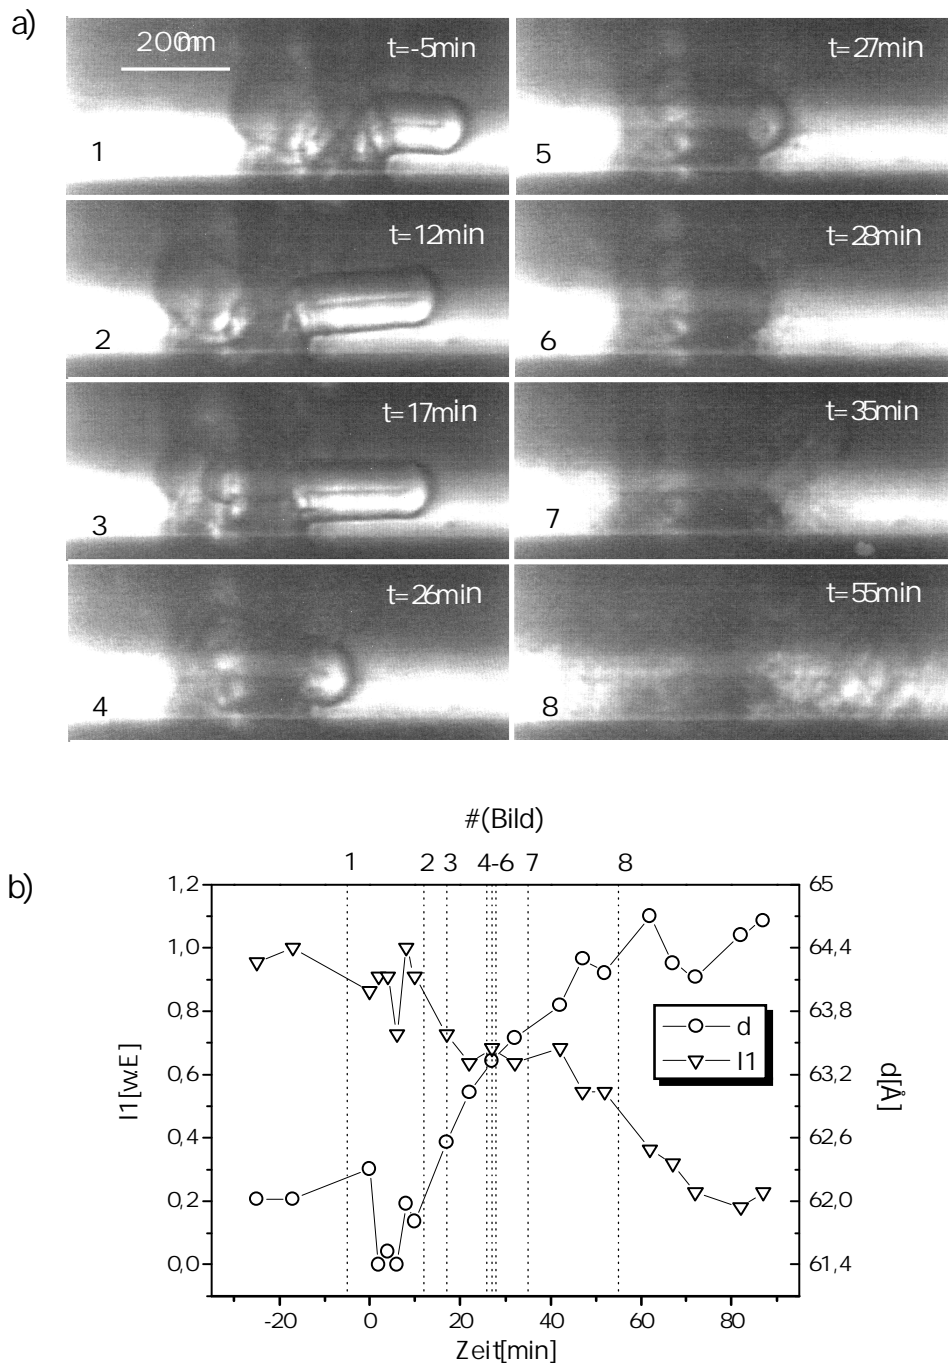 a)
200nm
t=-5min
1
t=27min
5
t=12min
2
t=28min
6
t=17min
3
t=35min
7
t=26min
4
t=55min
8
#(Bild)
b)
1 2 3 4-6 7 8
1,2
1,0
0,8
0,6
0,4
0,2
0,0
I1[w.E]
65
64,4
63,8
63,2
62,6
62,0
61,4
d[Å]
d
I1
-20 0 20 40 60 80
Zeit[min]